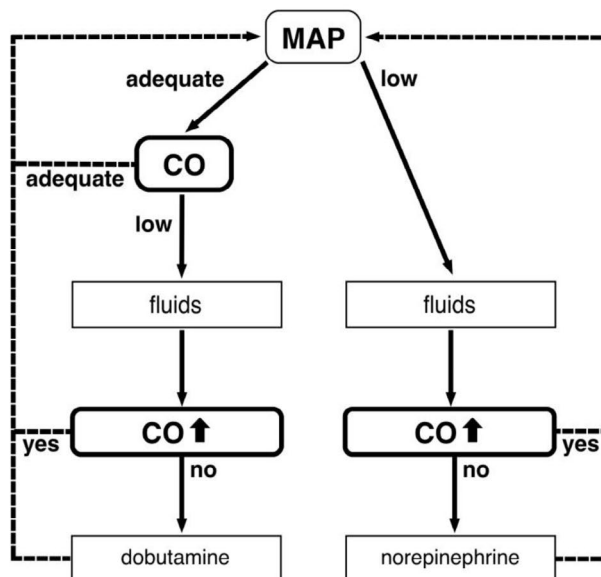 MAP
adequate
low
CO
adequate
low
fluids
fluids
CO
CO
yes
no
no
yes
dobutamine
norepinephrine